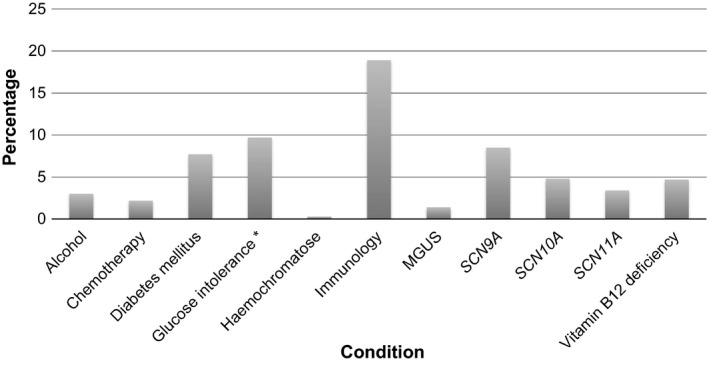 Percentage
25
20
15
10
5
0
Alcohol
Chemotherapy
Diabetes mellitus
Glucose intolerance *
Haemochromatose
Immunology
MGUS
SCN9A
SCN10A
SCN11A
Vitamin B12 deficiency
Condition